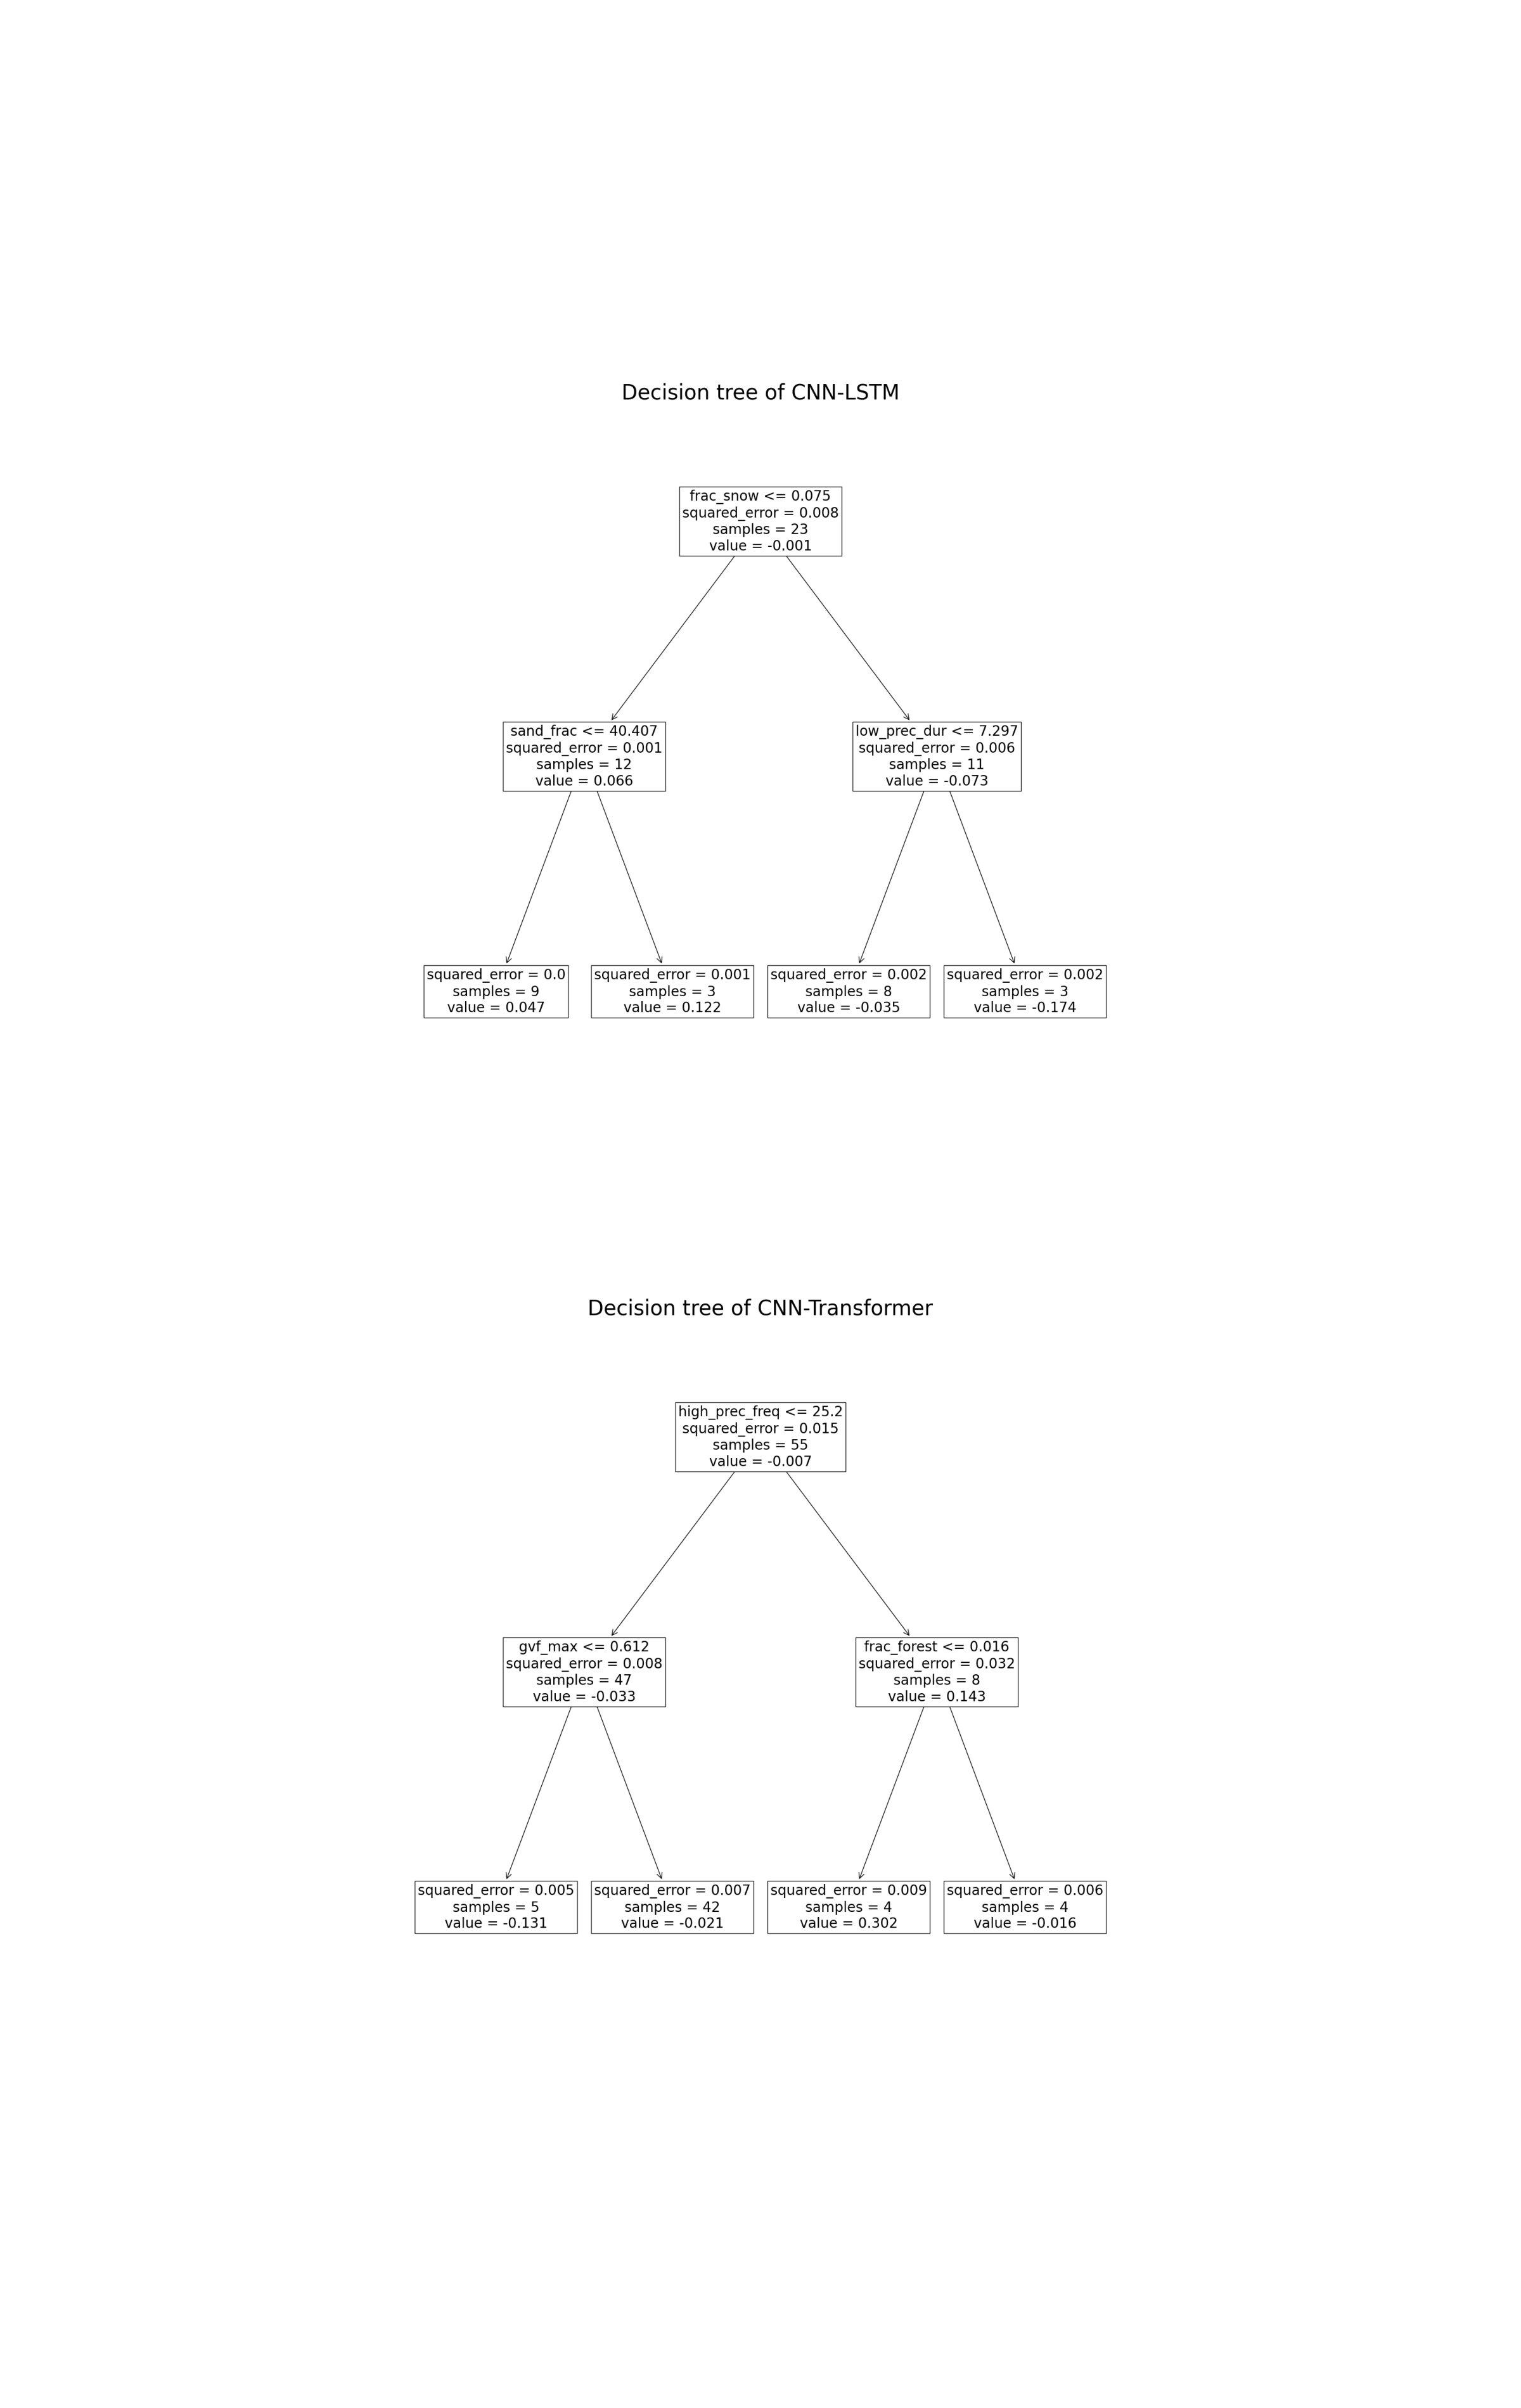 Decision tree of CNN-LSTM
frac_snow <= 0.075
squared_error = 0.008
samples = 23
value = -0.001
sand_frac <= 40.407
squared_error = 0.001
samples = 12
value = 0.066
low_prec_dur <= 7.297
squared_error = 0.006
samples = 11
value = -0.073
squared_error = 0.0
samples = 9
value = 0.047
squared_error = 0.001
samples = 3
value = 0.122
squared_error = 0.002
samples = 8
value = -0.035
squared_error = 0.002
samples = 3
value = -0.174
Decision tree of CNN-Transformer
high_prec_freq <= 25.2
squared_error = 0.015
samples = 55
value = -0.007
gvf_max <= 0.612
squared_error = 0.008
samples = 47
value = -0.033
frac_forest <= 0.016
squared_error = 0.032
samples = 8
value = 0.143
squared_error = 0.005
samples = 5
value = -0.131
squared_error = 0.007
samples = 42
value = -0.021
squared_error = 0.009
samples = 4
value = 0.302
squared_error = 0.006
samples = 4
value = -0.016